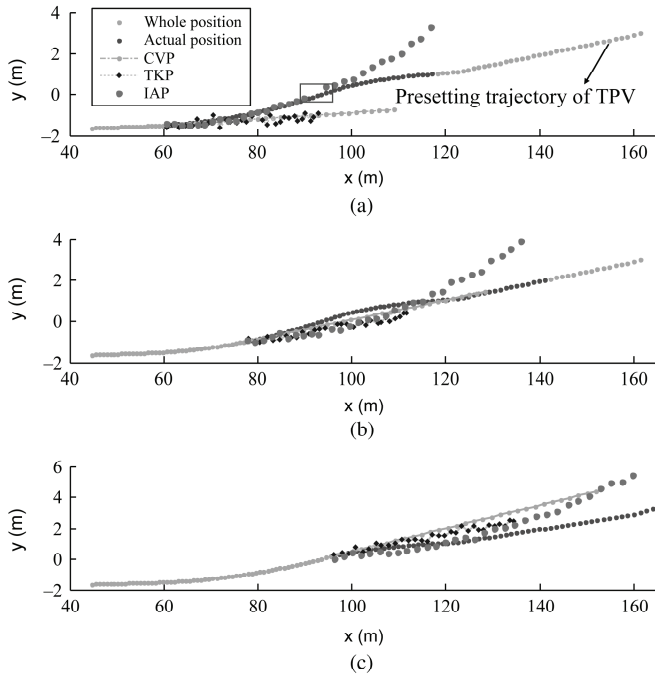 4
2
0
−2
y (m)
Whole position
Actual position
CVP
TKP
IAP
Presetting trajectory of TPV
40 60 80 100 120 140 160
x (m)
(a)
4
2
0
−2
y (m)
40 60 80 100 120 140 160
x (m)
(b)
6
4
2
0
−2
y (m)
40 60 80 100 120 140 160
x (m)
(c)